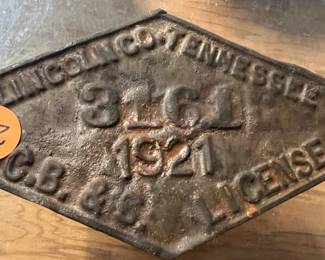 LINCOLN CO. TENNESSEE
3161
1921
C.B. & S. LICENSE